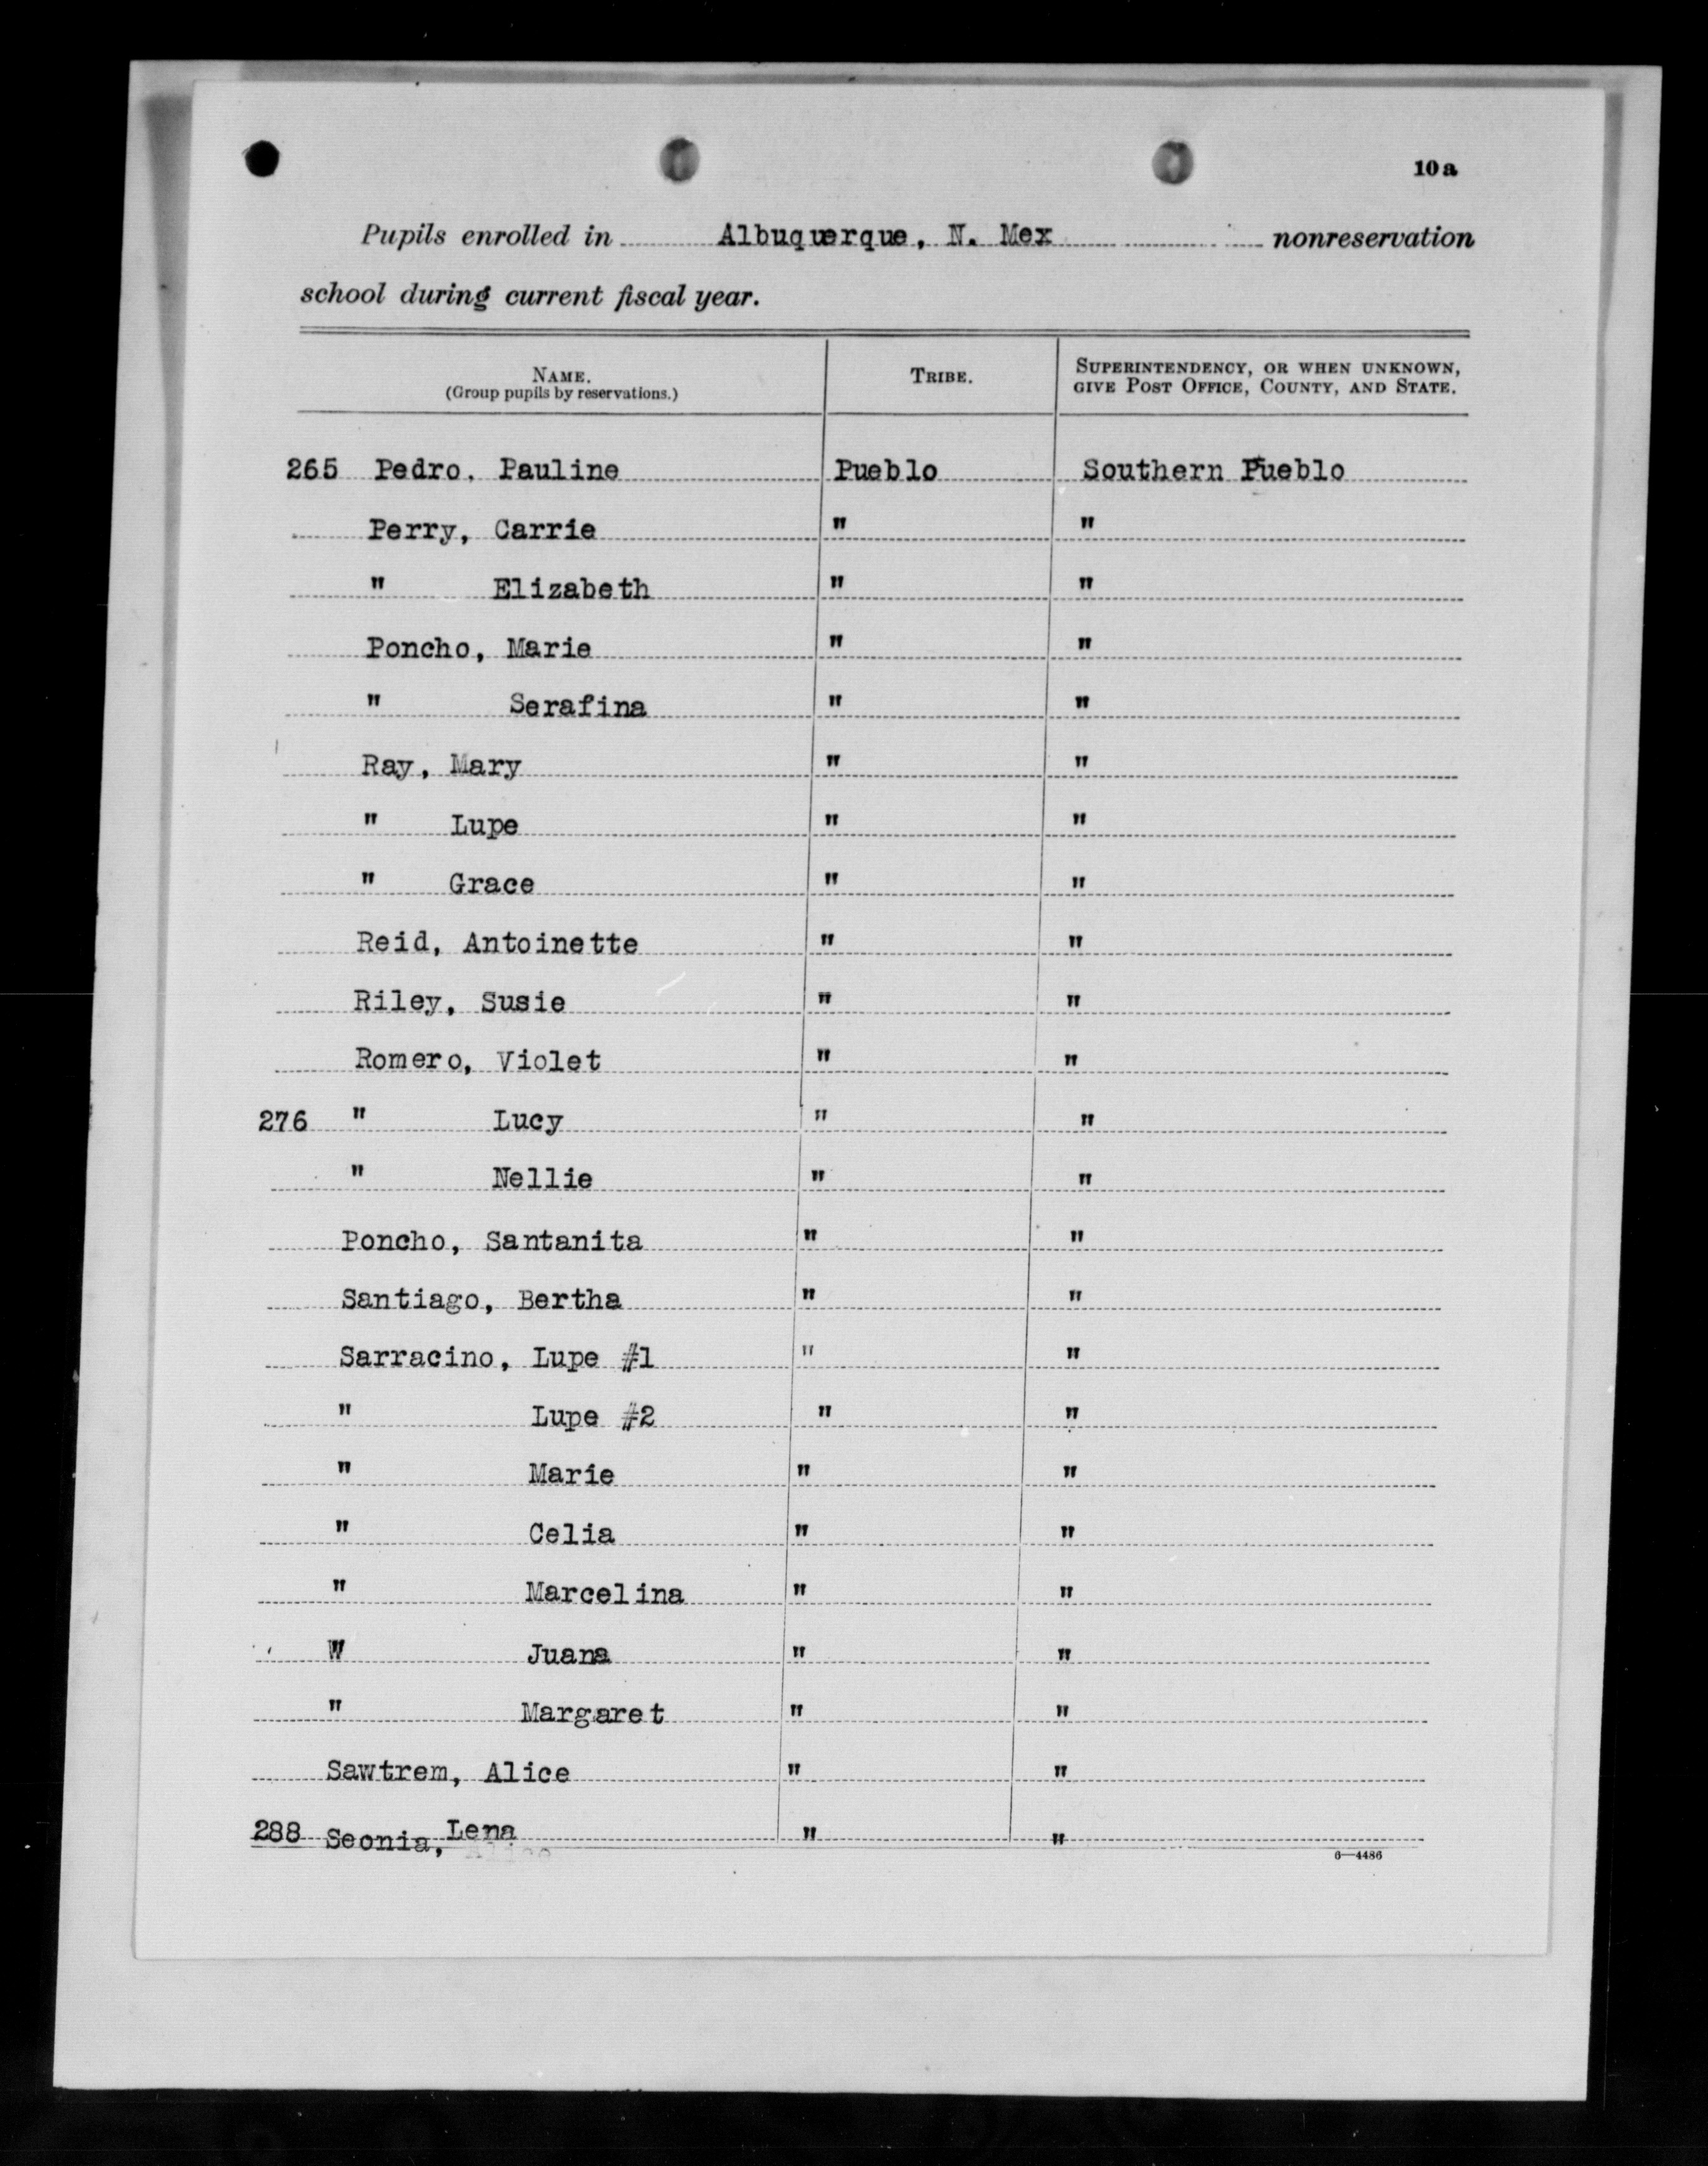 10a
Pupils enrolled in Albuquerque, N. Mex nonreservation
school during current fiscal year.
NAME. TRIBE. SUPERINTENDENCY, OR WHEN UNKNOWN,
(Group pupils by reservations.) GIVE POST OFFICE, COUNTY, AND STATE.
265 Pedro. Pauline Pueblo Southern Pueblo
Perry, Carrie " "
" Elizabeth " "
Poncho, Marie " "
" Serafina " "
Ray, Mary " "
" Lupe " "
" Grace " "
Reid, Antoinette " "
Riley, Susie " "
Romero, Violet " "
276 " Lucy " "
" Nellie " "
Poncho, Santanita " "
Santiago, Bertha " "
Sarracino, Lupe #1 " "
" Lupe #2 " "
" Marie " "
" Celia " "
" Marcelina " "
" Juana " "
" Margaret " "
Sawtrem, Alice " "
288 Seonia, Lena " "
6—4486